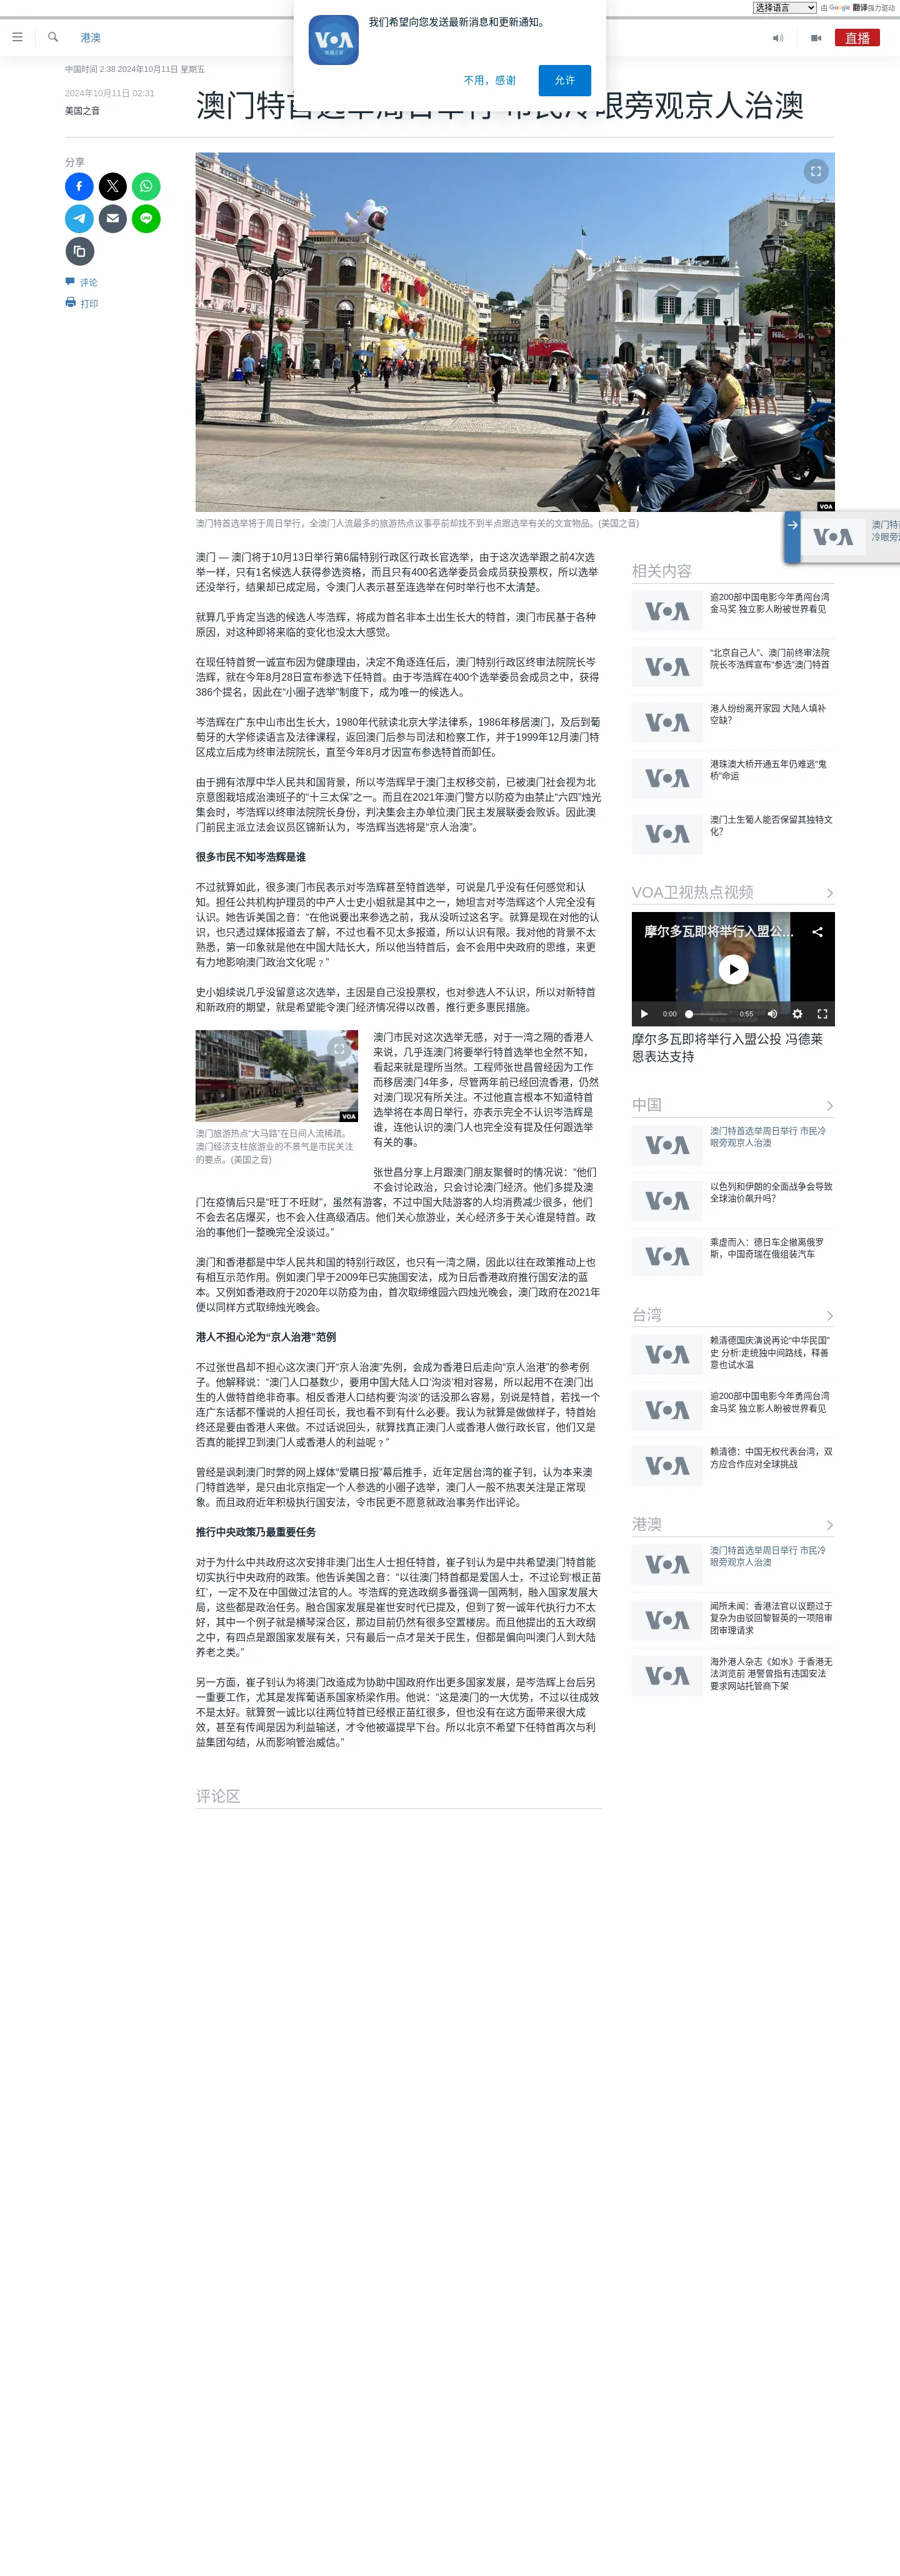 选择语言 由 Google 翻译强力驱动
我们希望向您发送最新消息和更新通知。
VOA
美国之音
不用，感谢
允许
港澳
直播
中国时间 2:38 2024年10月11日 星期五
2024年10月11日 02:31
美国之音
澳门特首选举周日举行 市民冷眼旁观京人治澳
分享
评论
打印
VOA
澳门特首选举将于周日举行，全澳门人流最多的旅游热点议事亭前却找不到半点跟选举有关的文宣物品。(美国之音)
澳门 — 澳门将于10月13日举行第6届特别行政区行政长官选举，由于这次选举跟之前4次选
举一样，只有1名候选人获得参选资格，而且只有400名选举委员会成员获投票权，所以选举
还没举行，结果却已成定局，令澳门人表示甚至连选举在何时举行也不太清楚。
就算几乎肯定当选的候选人岑浩辉，将成为首名非本土出生长大的特首，澳门市民基于各种
原因，对这种即将来临的变化也没太大感觉。
在现任特首贺一诚宣布因为健康理由，决定不角逐连任后，澳门特别行政区终审法院院长岑
浩辉，就在今年8月28日宣布参选下任特首。由于岑浩辉在400个选举委员会成员之中，获得
386个提名，因此在“小圈子选举”制度下，成为唯一的候选人。
岑浩辉在广东中山市出生长大，1980年代就读北京大学法律系，1986年移居澳门，及后到葡
萄牙的大学修读语言及法律课程，返回澳门后参与司法和检察工作，并于1999年12月澳门特
区成立后成为终审法院院长，直至今年8月才因宣布参选特首而卸任。
由于拥有浓厚中华人民共和国背景，所以岑浩辉早于澳门主权移交前，已被澳门社会视为北
京意图栽培成治澳班子的“十三太保”之一。而且在2021年澳门警方以防疫为由禁止“六四”烛光
集会时，岑浩辉以终审法院院长身份，判决集会主办单位澳门民主发展联委会败诉。因此澳
门前民主派立法会议员区锦新认为，岑浩辉当选将是“京人治澳”。
很多市民不知岑浩辉是谁
不过就算如此，很多澳门市民表示对岑浩辉甚至特首选举，可说是几乎没有任何感觉和认
知。担任公共机构护理员的中产人士史小姐就是其中之一，她坦言对岑浩辉这个人完全没有
认识。她告诉美国之音：“在他说要出来参选之前，我从没听过这名字。就算是现在对他的认
识，也只透过媒体报道去了解，不过也看不见太多报道，所以认识有限。我对他的背景不太
熟悉，第一印象就是他在中国大陆长大，所以他当特首后，会不会用中央政府的思维，来更
有力地影响澳门政治文化呢﹖”
史小姐续说几乎没留意这次选举，主因是自己没投票权，也对参选人不认识，所以对新特首
和新政府的期望，就是希望能令澳门经济情况得以改善，推行更多惠民措施。
VOA
澳门旅游热点“大马路”在日间人流稀疏。
澳门经济支柱旅游业的不景气是市民关注
的要点。(美国之音)
澳门市民对这次选举无感，对于一湾之隔的香港人
来说，几乎连澳门将要举行特首选举也全然不知，
看起来就是理所当然。工程师张世昌曾经因为工作
而移居澳门4年多，尽管两年前已经回流香港，仍然
对澳门现况有所关注。不过他直言根本不知道特首
选举将在本周日举行，亦表示完全不认识岑浩辉是
谁，连他认识的澳门人也完全没有提及任何跟选举
有关的事。
张世昌分享上月跟澳门朋友聚餐时的情况说：“他们
不会讨论政治，只会讨论澳门经济。他们多提及澳
门在疫情后只是“旺丁不旺财”，虽然有游客，不过中国大陆游客的人均消费减少很多，他们
不会去名店爆买，也不会入住高级酒店。他们关心旅游业，关心经济多于关心谁是特首。政
治的事他们一整晚完全没谈过。”
澳门和香港都是中华人民共和国的特别行政区，也只有一湾之隔，因此以往在政策推动上也
有相互示范作用。例如澳门早于2009年已实施国安法，成为日后香港政府推行国安法的蓝
本。又例如香港政府于2020年以防疫为由，首次取缔维园六四烛光晚会，澳门政府在2021年
便以同样方式取缔烛光晚会。
港人不担心沦为“京人治港”范例
不过张世昌却不担心这次澳门开“京人治澳”先例，会成为香港日后走向“京人治港”的参考例
子。他解释说：“澳门人口基数少，要用中国大陆人口‘沟淡’相对容易，所以起用不在澳门出
生的人做特首绝非奇事。相反香港人口结构要‘沟淡’的话没那么容易，别说是特首，若找一个
连广东话都不懂说的人担任司长，我也看不到有什么必要。我认为就算是做做样子，特首始
终还是要由香港人来做。不过话说回头，就算找真正澳门人或香港人做行政长官，他们又是
否真的能捍卫到澳门人或香港人的利益呢﹖”
曾经是讽刺澳门时弊的网上媒体“爱瞒日报”幕后推手，近年定居台湾的崔子钊，认为本来澳
门特首选举，是只由北京指定一个人参选的小圈子选举，澳门人一般不热衷关注是正常现
象。而且政府近年积极执行国安法，令市民更不愿意就政治事务作出评论。
推行中央政策乃最重要任务
对于为什么中共政府这次安排非澳门出生人士担任特首，崔子钊认为是中共希望澳门特首能
切实执行中央政府的政策。他告诉美国之音：“以往澳门特首都是爱国人士，不过论到‘根正苗
红’，一定不及在中国做过法官的人。岑浩辉的竞选政纲多番强调一国两制，融入国家发展大
局，这些都是政治任务。融合国家发展是崔世安时代已提及，但到了贺一诚年代执行力不太
好，其中一个例子就是横琴深合区，那边目前仍然有很多空置楼房。而且他提出的五大政纲
之中，有四点是跟国家发展有关，只有最后一点才是关于民生，但都是偏向叫澳门人到大陆
养老之类。”
另一方面，崔子钊认为将澳门改造成为协助中国政府作出更多国家发展，是岑浩辉上台后另
一重要工作，尤其是发挥葡语系国家桥梁作用。他说：“这是澳门的一大优势，不过以往成效
不是太好。就算贺一诚比以往两位特首已经根正苗红很多，但也没有在这方面带来很大成
效，甚至有传闻是因为利益输送，才令他被逼提早下台。所以北京不希望下任特首再次与利
益集团勾结，从而影响管治威信。”
评论区
VOA
澳门特首
冷眼旁观
相关内容
VOA
逾200部中国电影今年勇闯台湾
金马奖 独立影人盼被世界看见
VOA
“北京自己人”、澳门前终审法院
院长岑浩辉宣布“参选”澳门特首
VOA
港人纷纷离开家园 大陆人填补
空缺?
VOA
港珠澳大桥开通五年仍难逃“鬼
桥”命运
VOA
澳门土生葡人能否保留其独特文
化?
VOA卫视热点视频
摩尔多瓦即将举行入盟公…
0:00
0:55
摩尔多瓦即将举行入盟公投 冯德莱
恩表达支持
中国
VOA
澳门特首选举周日举行 市民冷
眼旁观京人治澳
VOA
以色列和伊朗的全面战争会导致
全球油价飙升吗?
VOA
乘虚而入：德日车企撤离俄罗
斯，中国奇瑞在俄组装汽车
台湾
VOA
赖清德国庆演说再论“中华民国”
史 分析:走统独中间路线，释善
意也试水温
VOA
逾200部中国电影今年勇闯台湾
金马奖 独立影人盼被世界看见
VOA
赖清德：中国无权代表台湾，双
方应合作应对全球挑战
港澳
VOA
澳门特首选举周日举行 市民冷
眼旁观京人治澳
VOA
闻所未闻：香港法官以议题过于
复杂为由驳回黎智英的一项陪审
团审理请求
VOA
海外港人杂志《如水》于香港无
法浏览前 港警曾指有违国安法
要求网站托管商下架